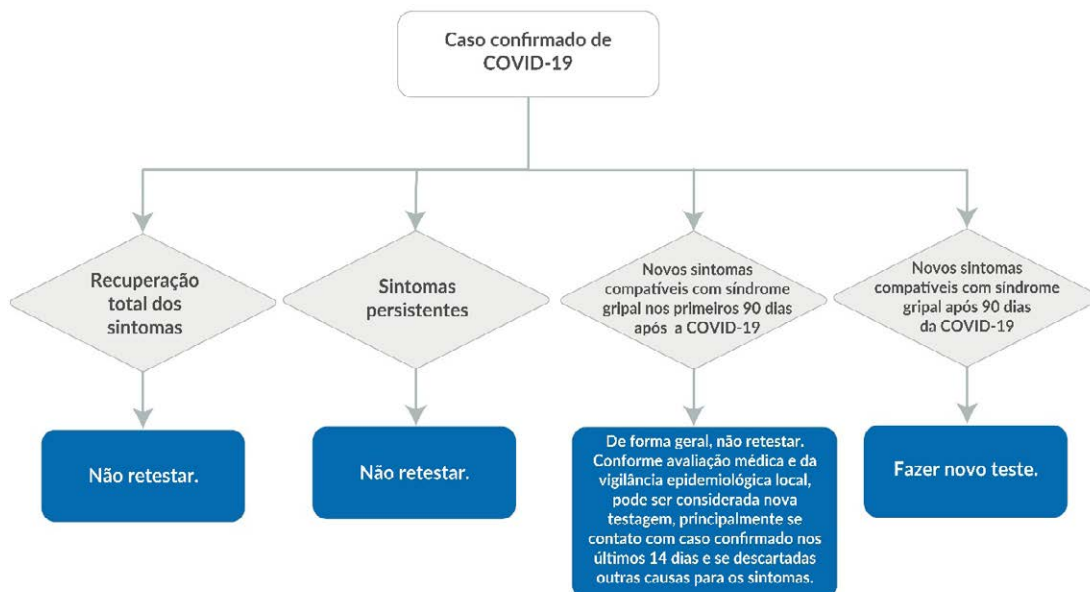 Caso confirmado de
COVID-19
Recuperação
total dos
sintomas
Sintomas
persistentes
Novos sintomas
compatíveis com síndrome
gripal nos primeiros 90 dias
após a COVID-19
Novos sintomas
compatíveis com síndrome
gripal após 90 dias
da COVID-19
Não retestar.
Não retestar.
De forma geral, não retestar.
Conforme avaliação médica e da
vigilância epidemiológica local,
pode ser considerada nova
testagem, principalmente se
contato com caso confirmado nos
últimos 14 dias e se descartadas
outras causas para os sintomas.
Fazer novo teste.